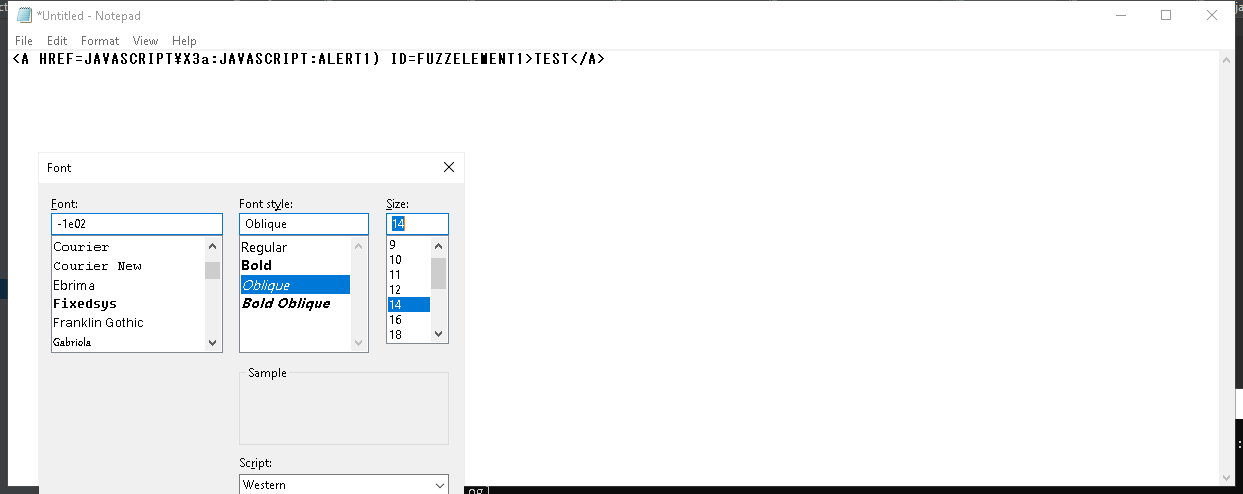 *Untitled - Notepad
File Edit Format View Help
<A HREF=JAVASCRIPT¥X3a:JAVASCRIPT:ALERT1) ID=FUZZELEMENT1>TEST</A>
Font
Font: Font style: Size:
-1e02 Oblique 14
Courier Regular 9
Courier New Bold 10
Ebrima Oblique 11
Fixedsys Bold Oblique 12
Franklin Gothic 14
Gabriola 16
18
Sample
Script:
Western